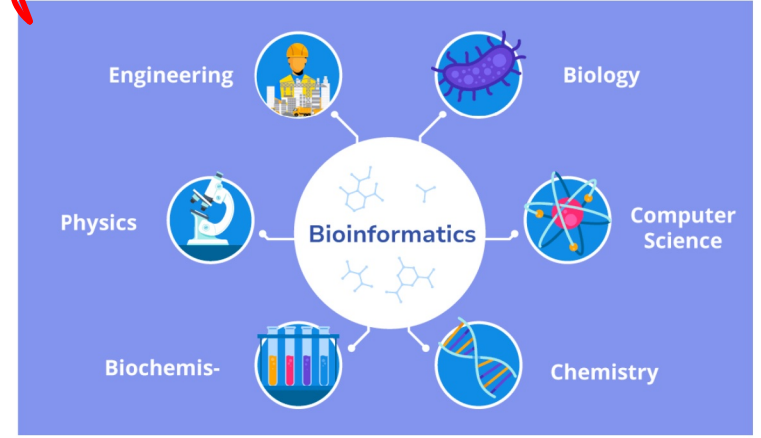 Engineering
Biology
Physics
Bioinformatics
Computer
Science
Biochemis-
Chemistry